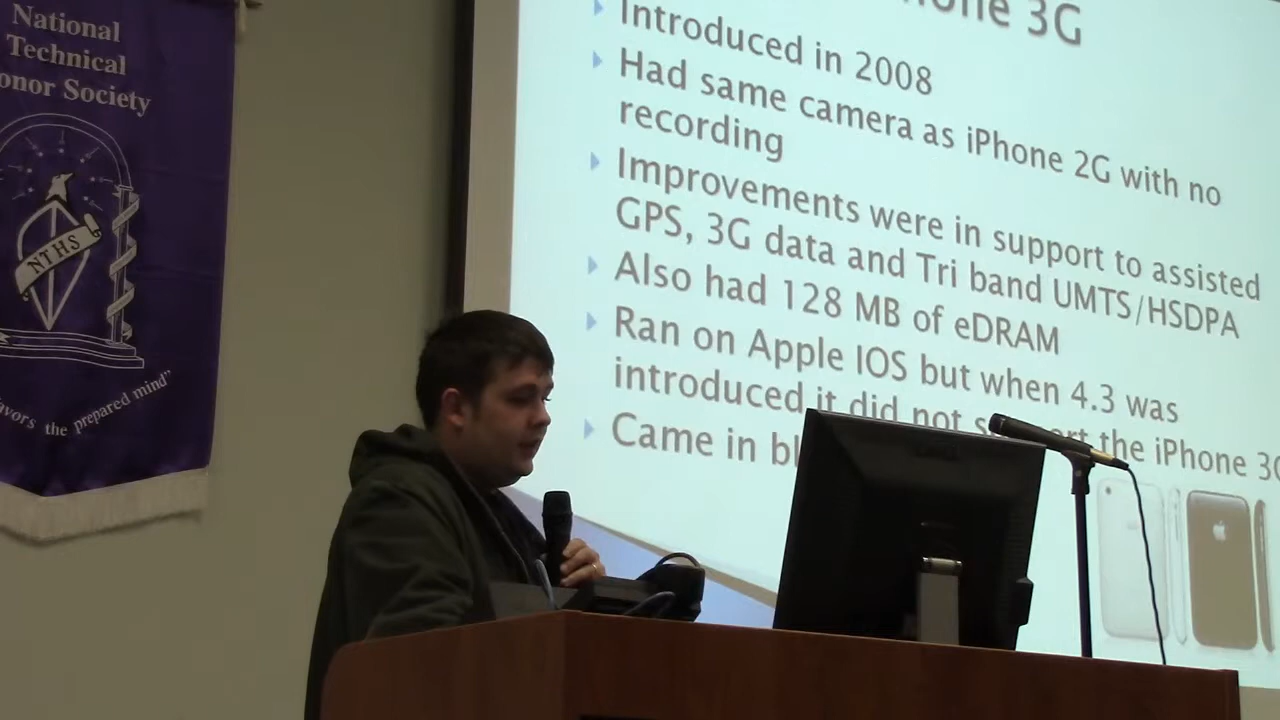 National
Technical
onor Society
NTHS
avors the prepared mind"
one 3G
Introduced in 2008
Had same camera as iPhone 2G with no
recording
Improvements were in support to assisted
GPS, 3G data and Tri band UMTS/HSDPA
Also had 128 MB of eDRAM
Ran on Apple IOS but when 4.3 was
introduced it did not the iPhone 3G
Came in